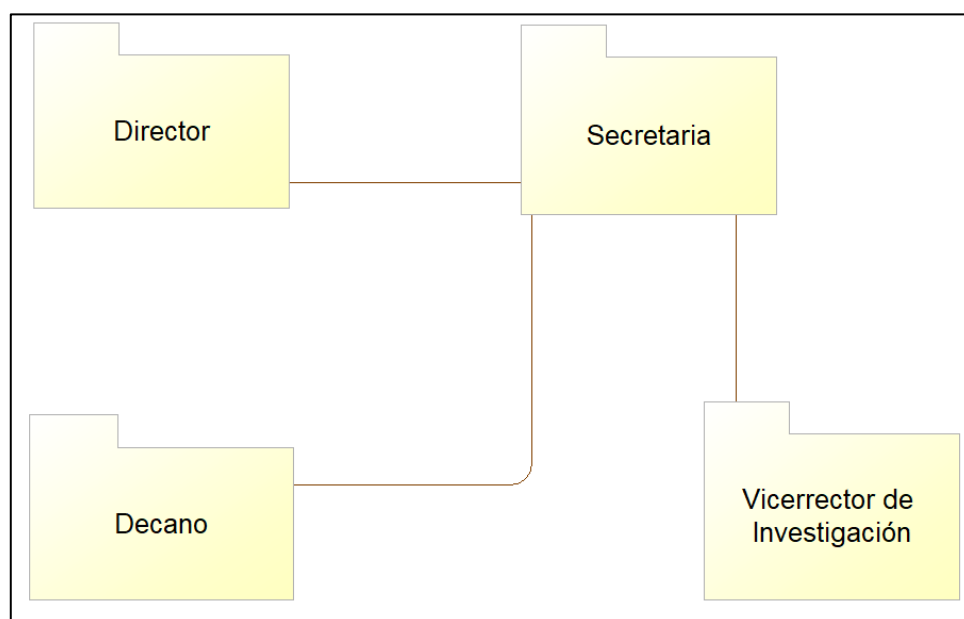 Director
Secretaria
Decano
Vicerrector de
Investigación